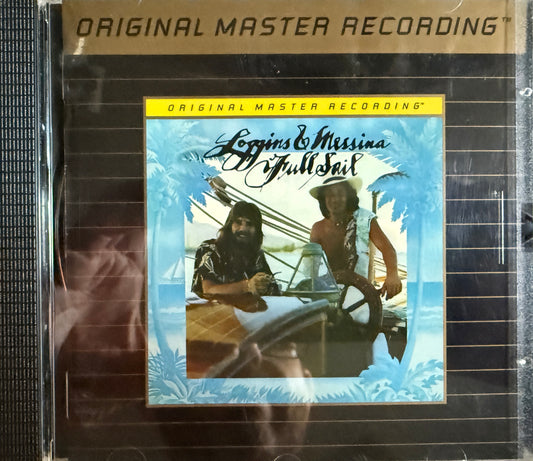 ORIGINAL MASTER RECORDING™
ORIGINAL MASTER RECORDING™
Loggins & Messina
Full Sail